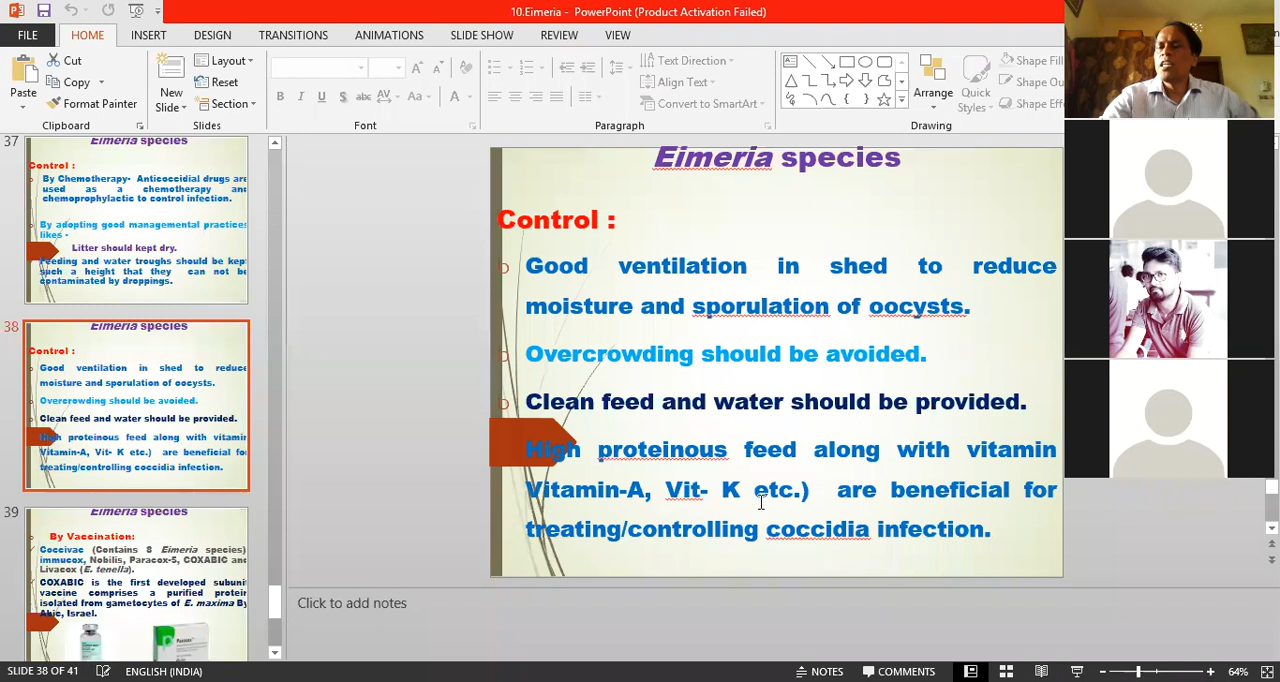 10.Eimeria - PowerPoint (Product Activation Failed)
FILE HOME INSERT DESIGN TRANSITIONS ANIMATIONS SLIDE SHOW REVIEW VIEW
Cut
Copy
Format Painter
Paste
Clipboard
New
Slide
Layout
Reset
Section
Slides
Font
Text Direction
Align Text
Convert to SmartArt
Paragraph
Arrange
Quick
Styles
Shape Fill
Shape Ou
Shape Effe
Drawing
37
Eimeria species
Control :
By Chemotherapy- Anticoccidial drugs are
used as a chemotherapy and
chemoprophylactic to control infection.
By adopting good managemental practices
likes -
Litter should kept dry.
Feeding and water troughs should be kept
such a height that they can not be
contaminated by droppings.
38
Eimeria species
Control :
Good ventilation in shed to reduce
moisture and sporulation of oocysts.
Overcrowding should be avoided.
Clean feed and water should be provided.
High proteinous feed along with vitamin
Vitamin-A, Vit- K etc.) are beneficial for
treating/controlling coccidia infection.
39
Eimeria species
By Vaccination:
Coccivac (Contains 8 Eimeria species)
immucox, Nobilis, Paracox-5, COXABIC and
Livacox (E. tenella).
COXABIC is the first developed subunit
vaccine comprises a purified protein
isolated from gametocytes of E. maxima By
Abic, Israel.
Eimeria species
Control :
Good ventilation in shed to reduce
moisture and sporulation of oocysts.
Overcrowding should be avoided.
Clean feed and water should be provided.
High proteinous feed along with vitamin
Vitamin-A, Vit- K etc.) are beneficial for
treating/controlling coccidia infection.
Click to add notes
SLIDE 38 OF 41 ENGLISH (INDIA) NOTES COMMENTS 64%